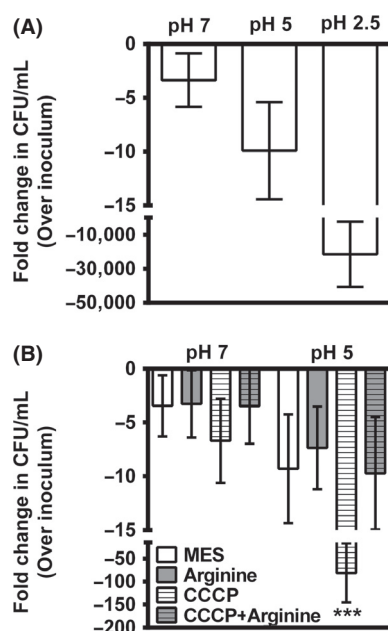 (A)
pH 7 pH 5 pH 2.5
Fold change in CFU/mL
(Over inoculum)
0
−5
−10
−15
−10,000
−30,000
−50,000
(B)
pH 7 pH 5
Fold change in CFU/mL
(Over inoculum)
0
−5
−10
−15
−50
−100
−150
−200
MES
Arginine
CCCP
CCCP+Arginine
***